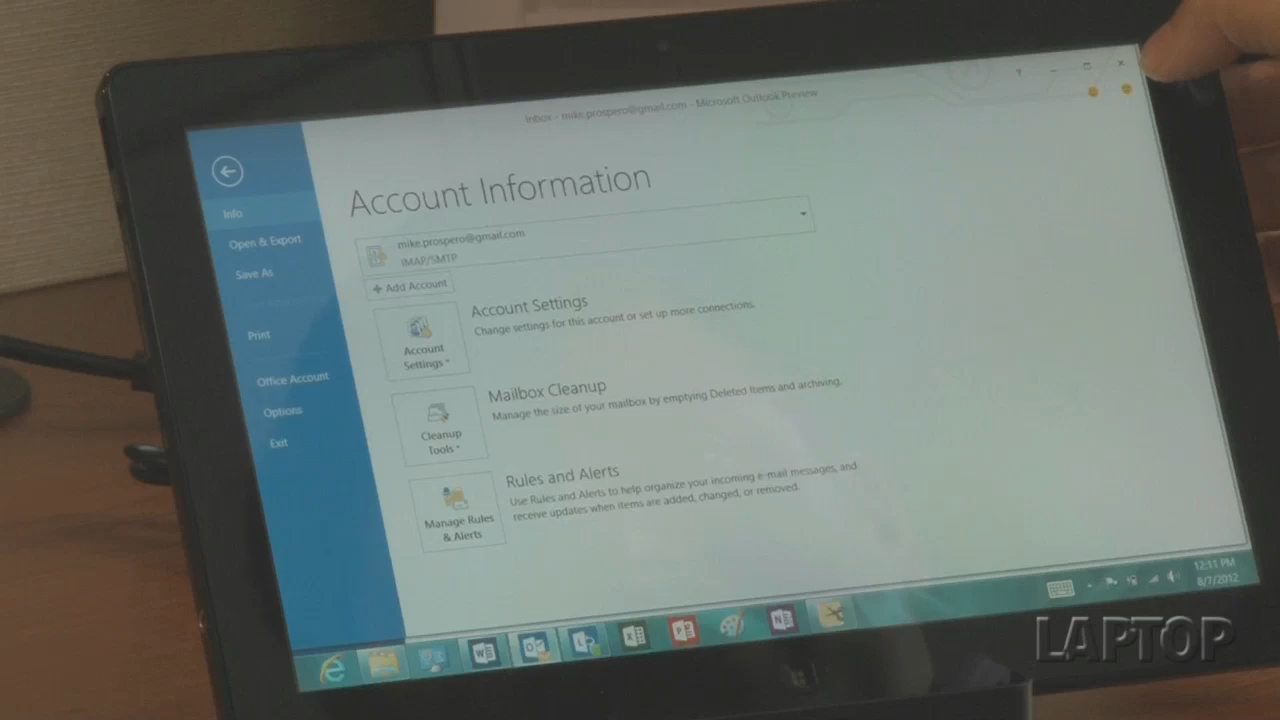 Inbox - mike.prospero@gmail.com - Microsoft Outlook Preview
?
Info
Open & Export
Save As
Print
Office Account
Options
Exit
Account Information
mike.prospero@gmail.com
IMAP/SMTP
+ Add Account
Account Settings
Change settings for this account or set up more connections.
Account
Settings
Mailbox Cleanup
Manage the size of your mailbox by emptying Deleted Items and archiving.
Cleanup
Tools
Rules and Alerts
Use Rules and Alerts to help organize your incoming e-mail messages, and
receive updates when items are added, changed, or removed.
Manage Rules
& Alerts
12:11 PM
8/7/2012
LAPTOP